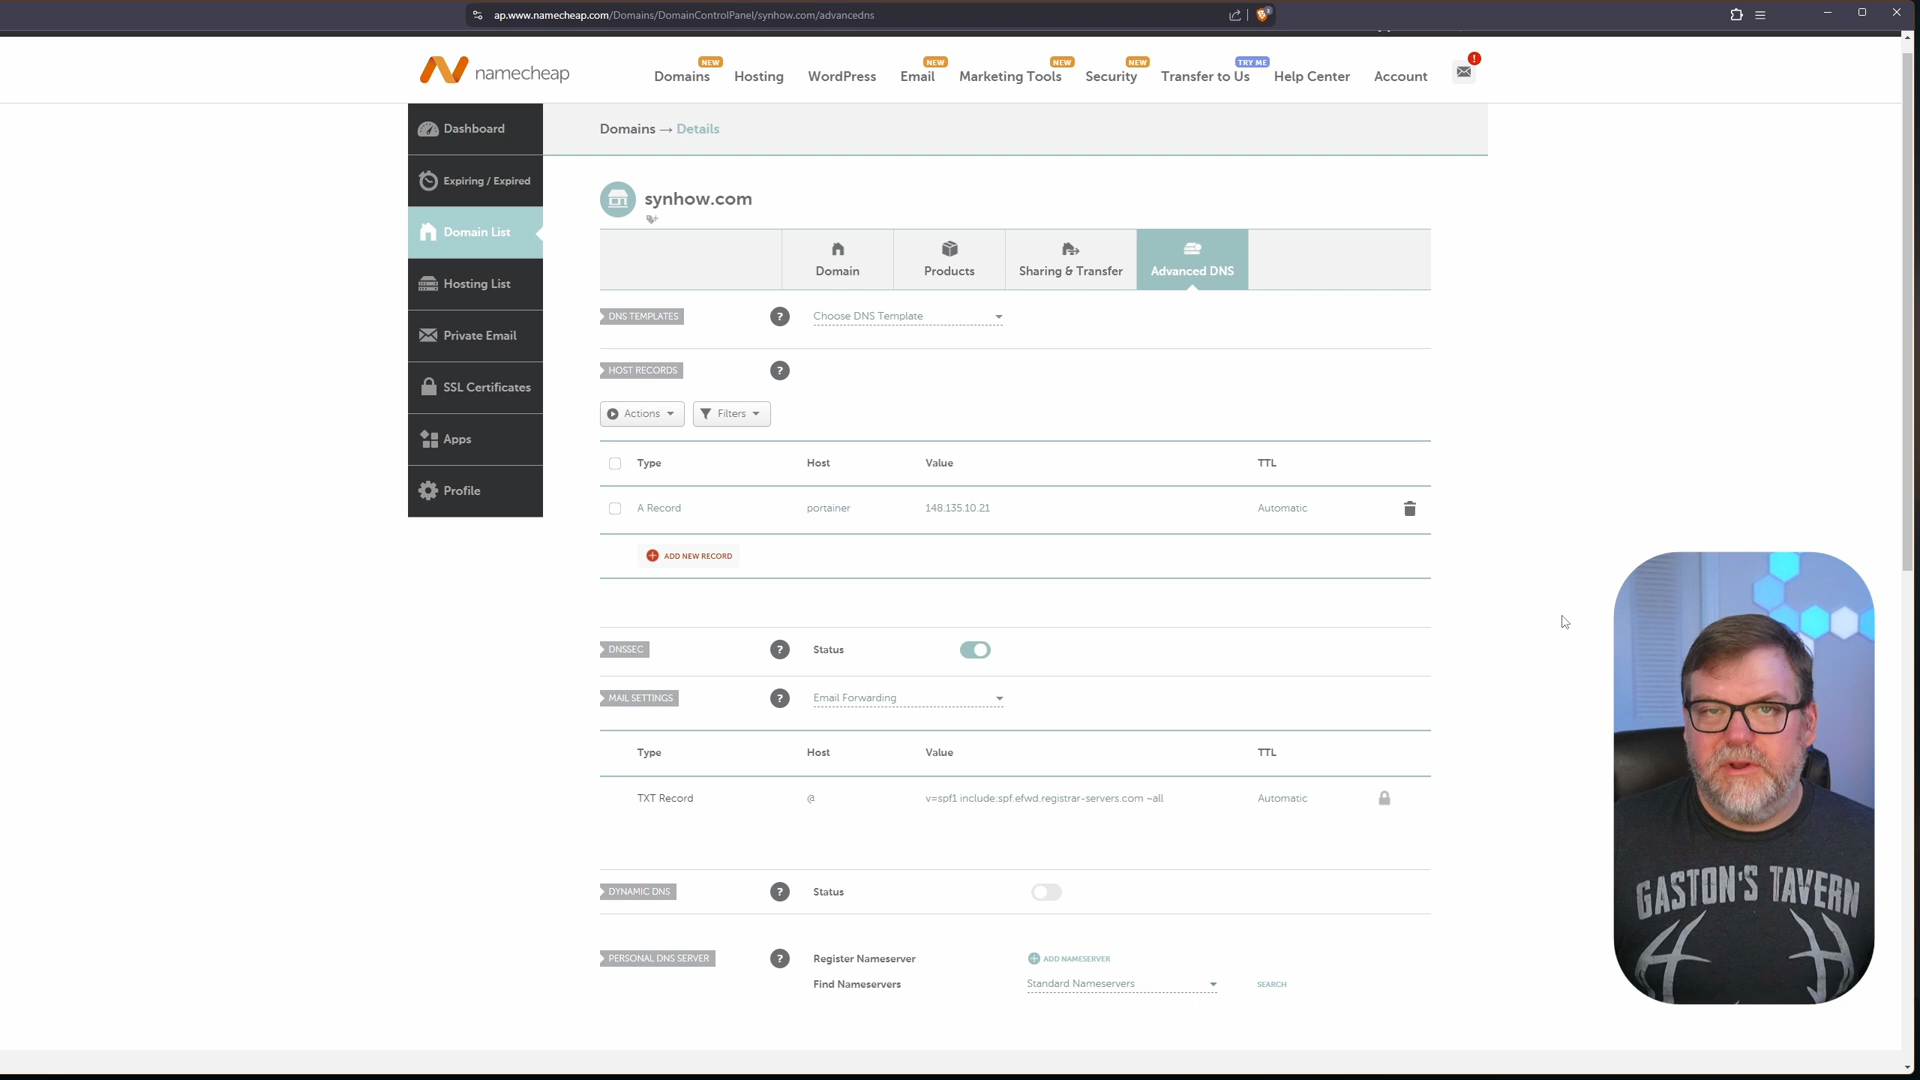 ap.www.namecheap.com/Domains/DomainControlPanel/synhow.com/advancedns
namecheap
NEW NEW NEW NEW TRY ME
Domains Hosting WordPress Email Marketing Tools Security Transfer to Us Help Center Account
Dashboard
Expiring / Expired
Domain List
Hosting List
Private Email
SSL Certificates
Apps
Profile
Domains → Details
synhow.com
Domain Products Sharing & Transfer Advanced DNS
DNS TEMPLATES ? Choose DNS Template
HOST RECORDS ?
Actions Filters
Type Host Value TTL
A Record portainer 148.135.10.21 Automatic
ADD NEW RECORD
DNSSEC ? Status
MAIL SETTINGS ? Email Forwarding
Type Host Value TTL
TXT Record @ v=spf1 include:spf.efwd.registrar-servers.com ~all Automatic
DYNAMIC DNS ? Status
PERSONAL DNS SERVER ? Register Nameserver ADD NAMESERVER
Find Nameservers Standard Nameservers SEARCH
GASTON'S TAVERN